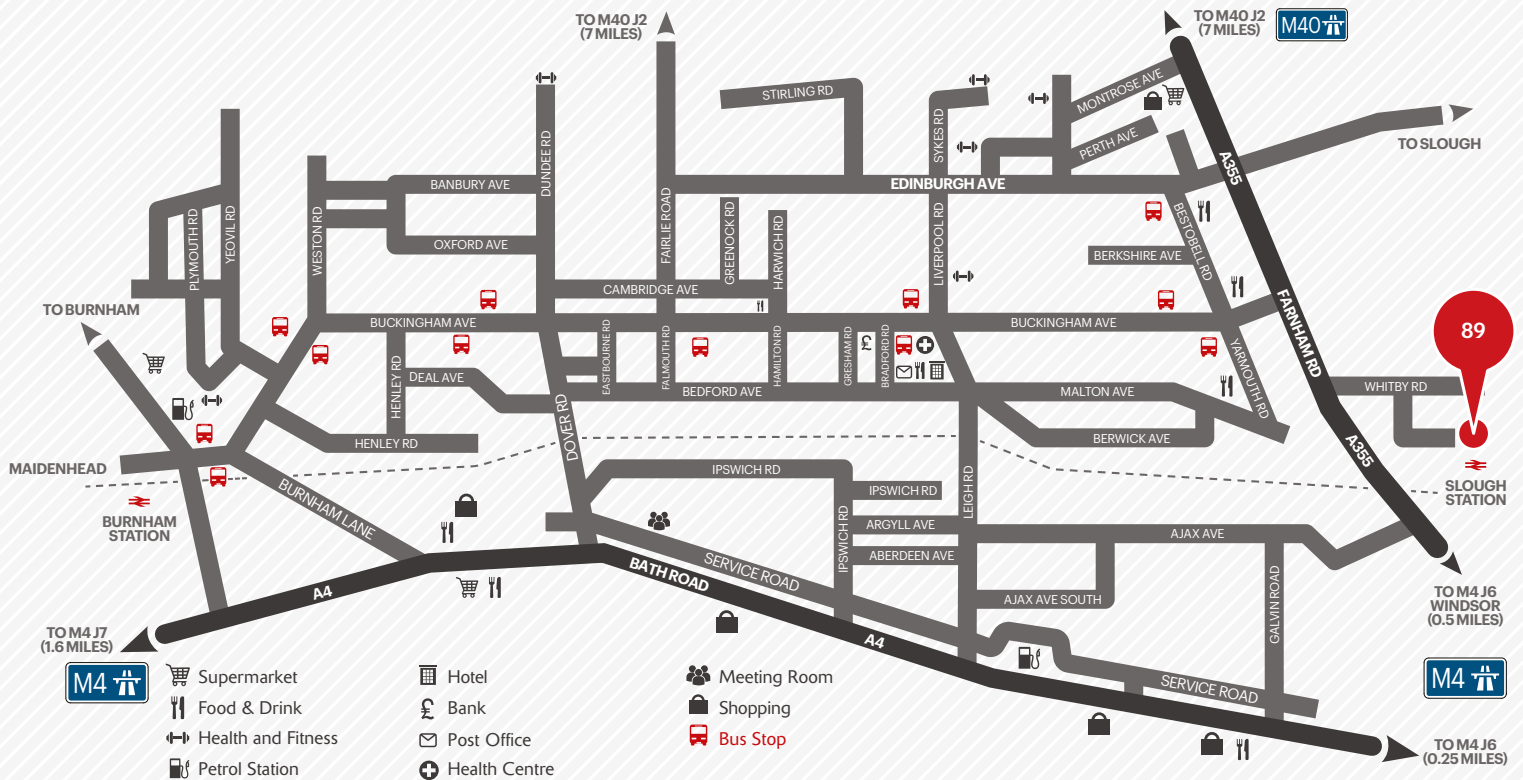 TO M40 J2
(7 MILES)
TO M40 J2
(7 MILES)
M40
MONTROSE AVE
STIRLING RD
SYKES RD
PERTH AVE
TO SLOUGH
DUNDEE RD
A355
BANBURY AVE
EDINBURGH AVE
PLYMOUTH RD
YEOVIL RD
WESTON RD
OXFORD AVE
FAIRLIE ROAD
GREENOCK RD
HARWICH RD
LIVERPOOL RD
BESTOBELL RD
BERKSHIRE AVE
CAMBRIDGE AVE
TO BURNHAM
BUCKINGHAM AVE
BUCKINGHAM AVE
FARNHAM RD
89
EASTBOURNE RD
FALMOUTH RD
HAMILTON RD
GRESHAM RD
£
BRADFORD RD
YARMOUTH RD
HENLEY RD
DEAL AVE
BEDFORD AVE
MALTON AVE
WHITBY RD
DOVER RD
HENLEY RD
BERWICK AVE
A355
MAIDENHEAD
IPSWICH RD
IPSWICH RD
LEIGH RD
SLOUGH
STATION
BURNHAM
STATION
BURNHAM LANE
IPSWICH RD
ARGYLL AVE
AJAX AVE
ABERDEEN AVE
SERVICE ROAD
BATH ROAD
A4
AJAX AVE SOUTH
GALVIN ROAD
TO M4 J6
WINDSOR
(0.5 MILES)
TO M4 J7
(1.6 MILES)
A4
M4
SERVICE ROAD
M4
TO M4 J6
(0.25 MILES)
Supermarket
Food & Drink
Health and Fitness
Petrol Station
Hotel
£ Bank
Post Office
Health Centre
Meeting Room
Shopping
Bus Stop